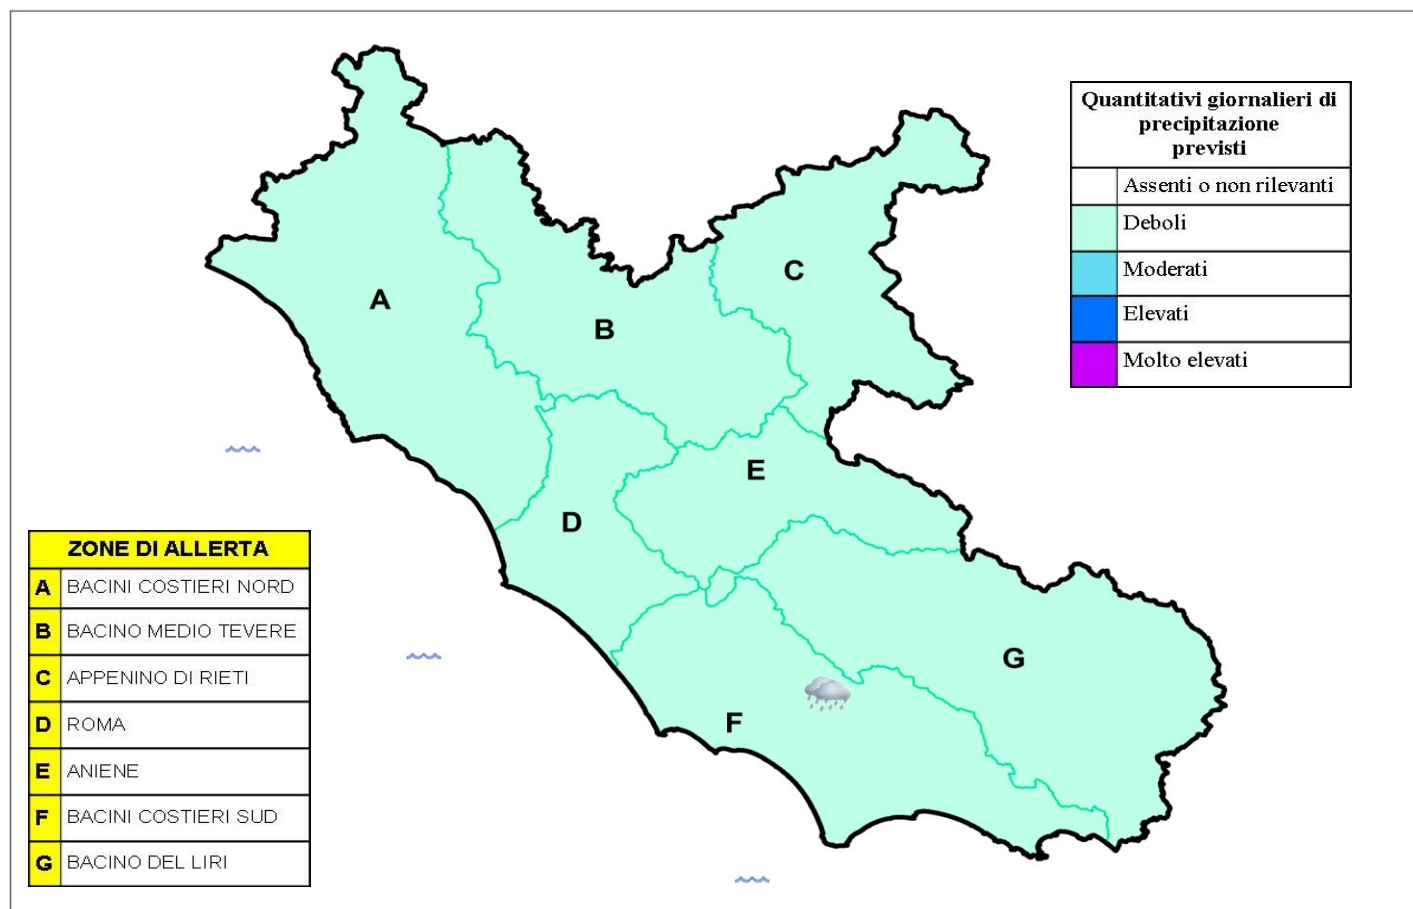 Quantitativi giornalieri di
precipitazione
previsti
Assenti o non rilevanti
Deboli
Moderati
Elevati
Molto elevati
A
B
C
D
E
F
G
ZONE DI ALLERTA
A BACINI COSTIERI NORD
B BACINO MEDIO TEVERE
C APPENINO DI RIETI
D ROMA
E ANIENE
F BACINI COSTIERI SUD
G BACINO DEL LIRI